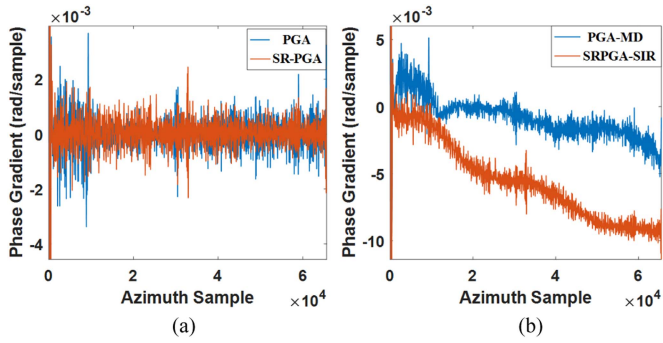 ×10⁻³
PGA
SR-PGA
2
0
-2
-4
Phase Gradient (rad/sample)
0
2
4
6
Azimuth Sample
×10⁴
(a)
×10⁻³
PGA-MD
SRPGA-SIR
5
0
-5
-10
Phase Gradient (rad/sample)
0
2
4
6
Azimuth Sample
×10⁴
(b)